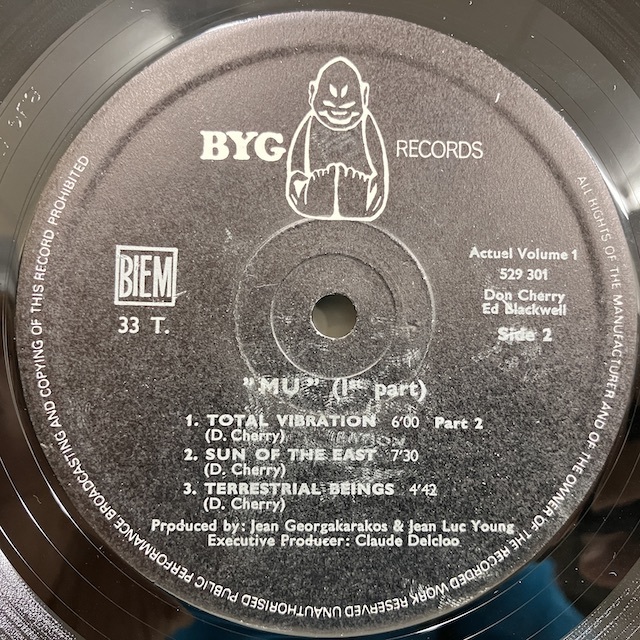 BYG RECORDS
BIEM
33 T.
Actuel Volume 1
529 301
Don Cherry
Ed Blackwell
Side 2
"MU" (1st part)
1. TOTAL VIBRATION 6'00 Part 2
(D. Cherry)
2. SUN OF THE EAST 7'30
(D. Cherry)
3. TERRESTRIAL BEINGS 4'42
(D. Cherry)
Prpduced by: Jean Georgakarakos & Jean Luc Young
Executive Producer: Claude Delcloo
ALL RIGHTS OF THE MANUFACTURER AND OF THE OWNER OF THE RECORDED WORK RESERVED UNAUTHORISED PUBLIC PERFORMANCE BROADCASTING AND COPYING OF THIS RECORD PROHIBITED